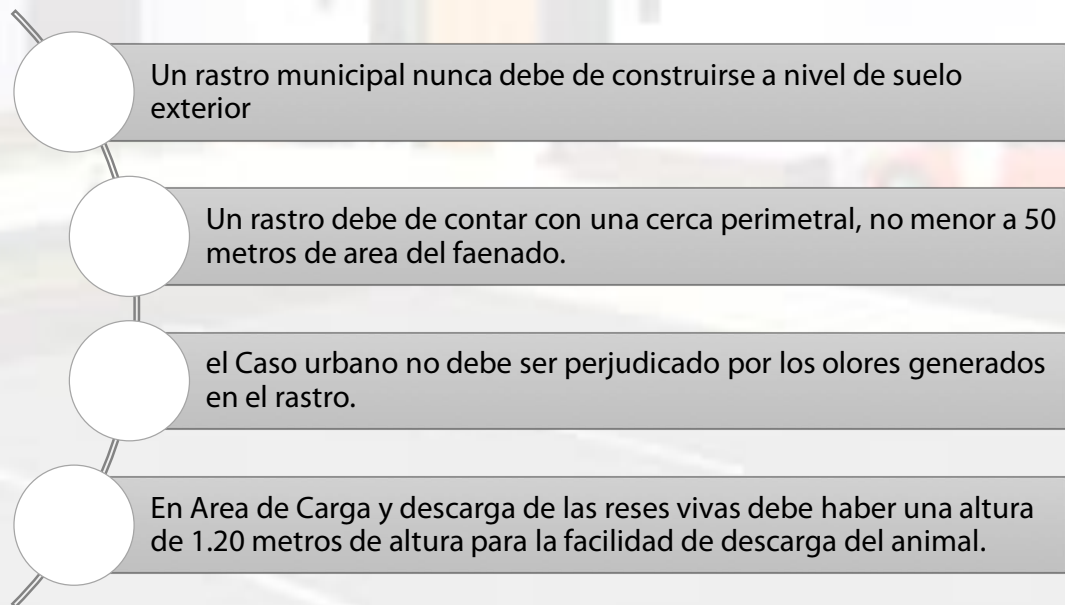 Un rastro municipal nunca debe de construirse a nivel de suelo
exterior
Un rastro debe de contar con una cerca perimetral, no menor a 50
metros de area del faenado.
el Caso urbano no debe ser perjudicado por los olores generados
en el rastro.
En Area de Carga y descarga de las reses vivas debe haber una altura
de 1.20 metros de altura para la facilidad de descarga del animal.